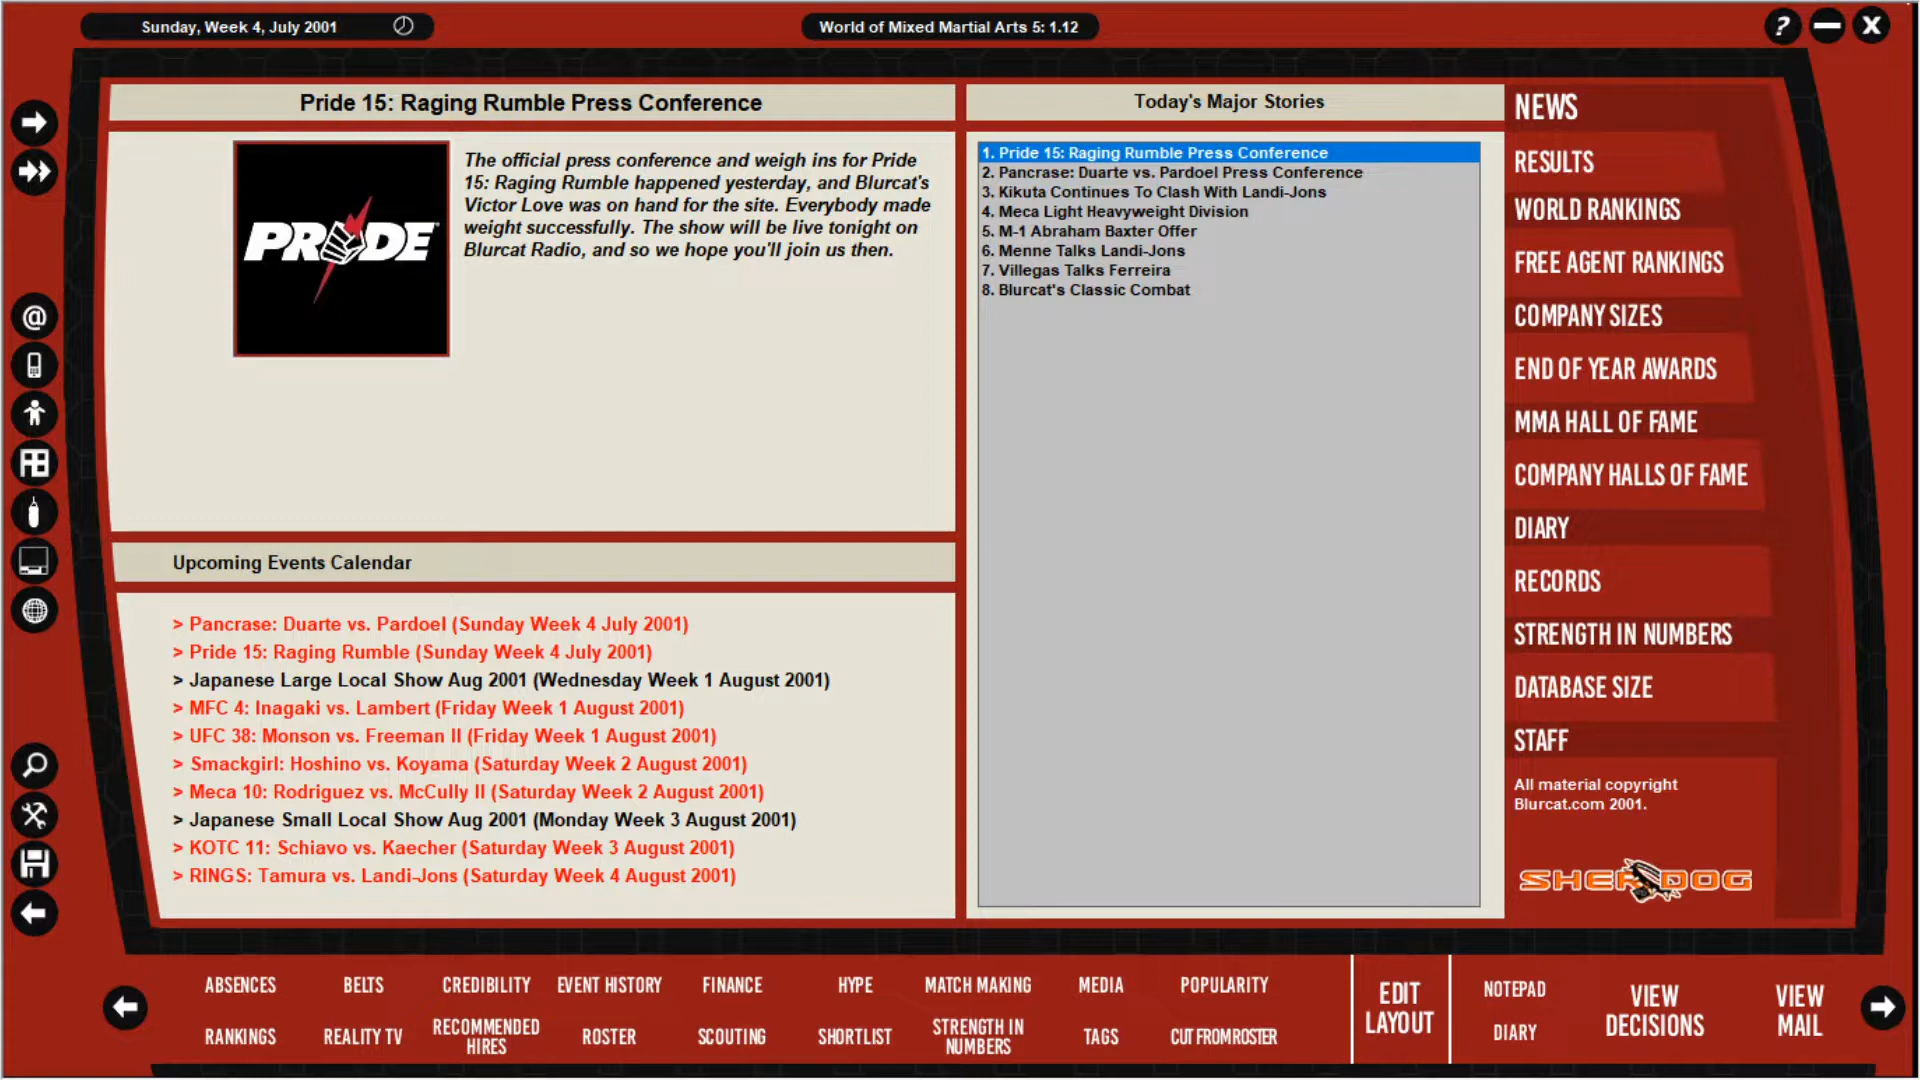 Sunday, Week 4, July 2001
World of Mixed Martial Arts 5: 1.12
?
X
Pride 15: Raging Rumble Press Conference
PRIDE
The official press conference and weigh ins for Pride
15: Raging Rumble happened yesterday, and Blurcat's
Victor Love was on hand for the site. Everybody made
weight successfully. The show will be live tonight on
Blurcat Radio, and so we hope you'll join us then.
Upcoming Events Calendar
> Pancrase: Duarte vs. Pardoel (Sunday Week 4 July 2001)
> Pride 15: Raging Rumble (Sunday Week 4 July 2001)
> Japanese Large Local Show Aug 2001 (Wednesday Week 1 August 2001)
> MFC 4: Inagaki vs. Lambert (Friday Week 1 August 2001)
> UFC 38: Monson vs. Freeman II (Friday Week 1 August 2001)
> Smackgirl: Hoshino vs. Koyama (Saturday Week 2 August 2001)
> Meca 10: Rodriguez vs. McCully II (Saturday Week 2 August 2001)
> Japanese Small Local Show Aug 2001 (Monday Week 3 August 2001)
> KOTC 11: Schiavo vs. Kaecher (Saturday Week 3 August 2001)
> RINGS: Tamura vs. Landi-Jons (Saturday Week 4 August 2001)
Today's Major Stories
1. Pride 15: Raging Rumble Press Conference
2. Pancrase: Duarte vs. Pardoel Press Conference
3. Kikuta Continues To Clash With Landi-Jons
4. Meca Light Heavyweight Division
5. M-1 Abraham Baxter Offer
6. Menne Talks Landi-Jons
7. Villegas Talks Ferreira
8. Blurcat's Classic Combat
NEWS
RESULTS
WORLD RANKINGS
FREE AGENT RANKINGS
COMPANY SIZES
END OF YEAR AWARDS
MMA HALL OF FAME
COMPANY HALLS OF FAME
DIARY
RECORDS
STRENGTH IN NUMBERS
DATABASE SIZE
STAFF
All material copyright
Blurcat.com 2001.
SHERDOG
@
ABSENCES
BELTS
CREDIBILITY
EVENT HISTORY
FINANCE
HYPE
MATCH MAKING
MEDIA
POPULARITY
RANKINGS
REALITY TV
RECOMMENDED
HIRES
ROSTER
SCOUTING
SHORTLIST
STRENGTH IN
NUMBERS
TAGS
CUT FROM ROSTER
EDIT
LAYOUT
NOTEPAD
DIARY
VIEW
DECISIONS
VIEW
MAIL